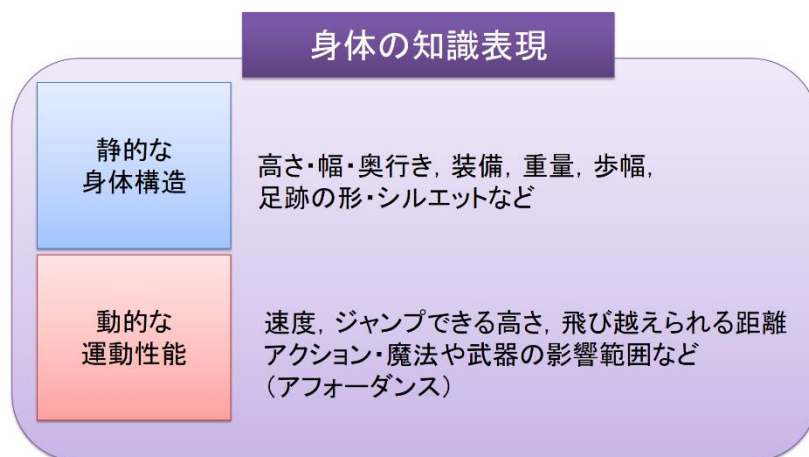 身体の知識表現
静的な
身体構造
高さ・幅・奥行き，装備，重量，歩幅，
足跡の形・シルエットなど
動的な
運動性能
速度，ジャンプできる高さ，飛び越えられる距離
アクション・魔法や武器の影響範囲など
（アフォーダンス）